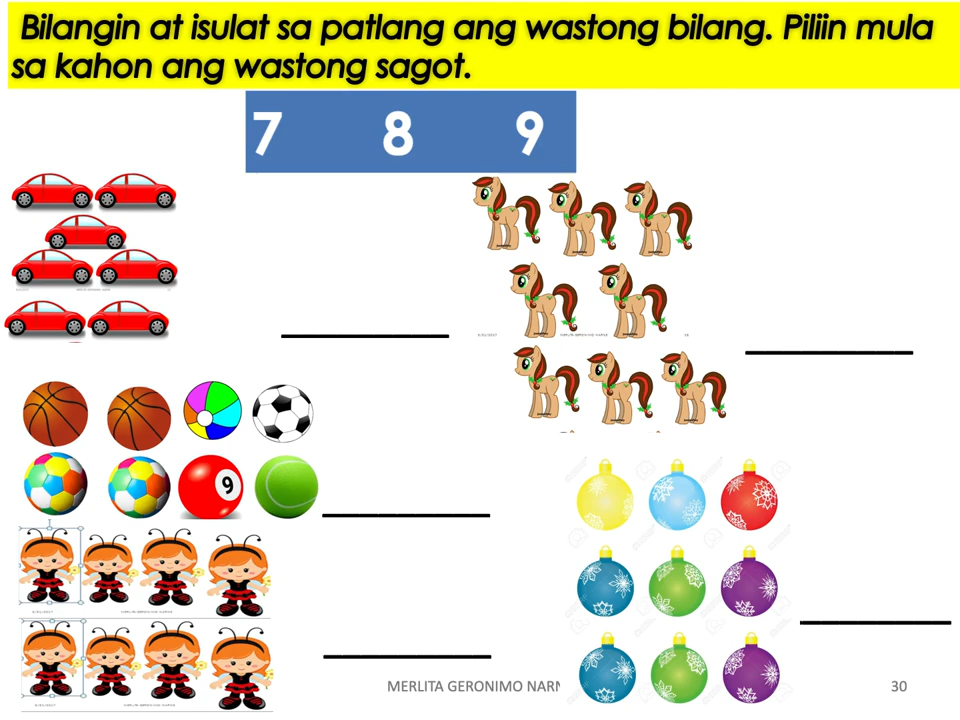 Bilangin at isulat sa patlang ang wastong bilang. Piliin mula
sa kahon ang wastong sagot.
7 8 9
9
MERLITA GERONIMO NARN
30